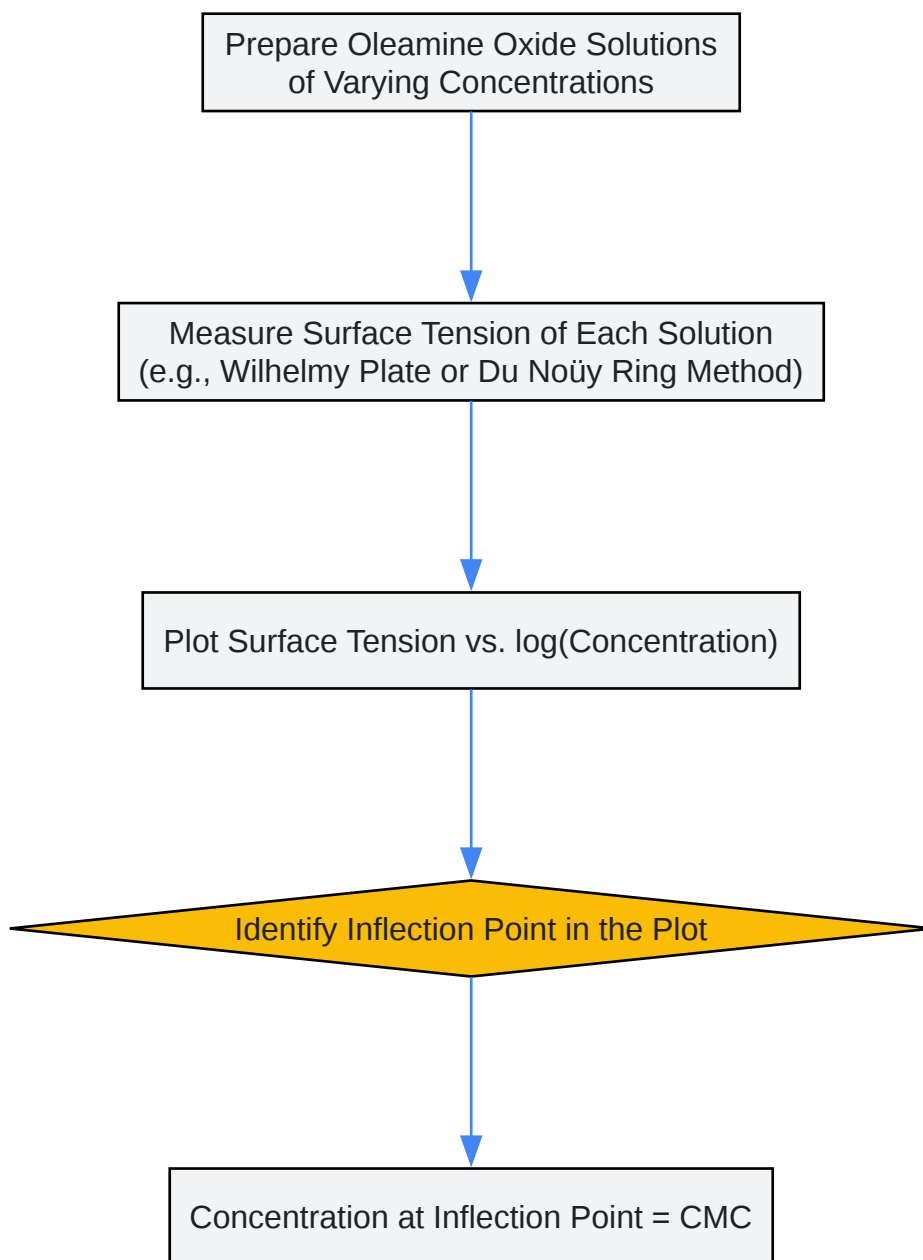 Prepare Oleamine Oxide Solutions
of Varying Concentrations
Measure Surface Tension of Each Solution
(e.g., Wilhelmy Plate or Du Noüy Ring Method)
Plot Surface Tension vs. log(Concentration)
Identify Inflection Point in the Plot
Concentration at Inflection Point = CMC